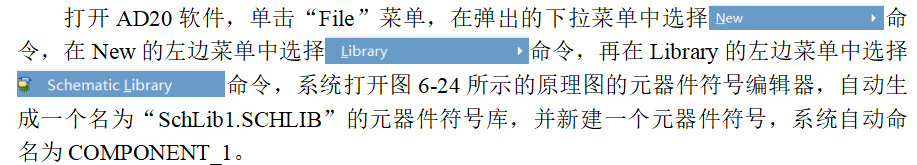 打开 AD20 软件，单击“File”菜单，在弹出的下拉菜单中选择 New 命
令，在 New 的左边菜单中选择 Library 命令，再在 Library 的左边菜单中选择
Schematic Library 命令，系统打开图 6-24 所示的原理图的元器件符号编辑器，自动生
成一个名为“SchLib1.SCHLIB”的元器件符号库，并新建一个元器件符号，系统自动命
名为 COMPONENT_1。